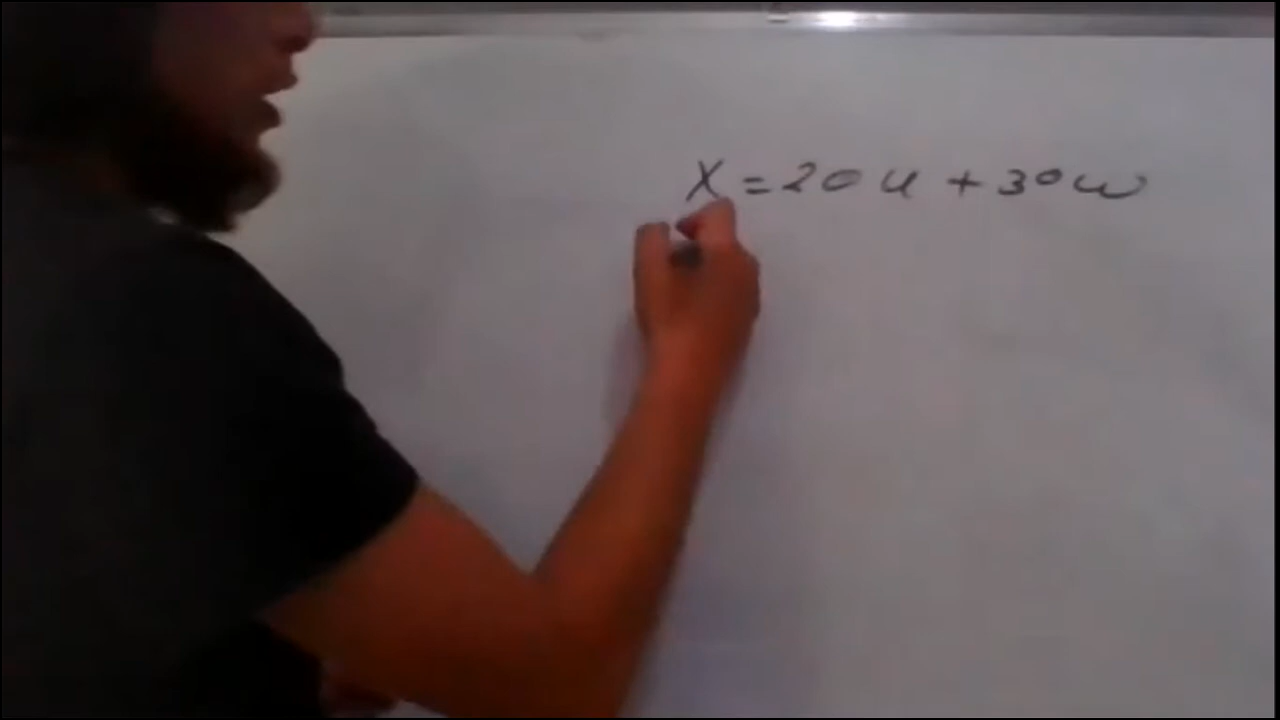 X = 20u + 30w